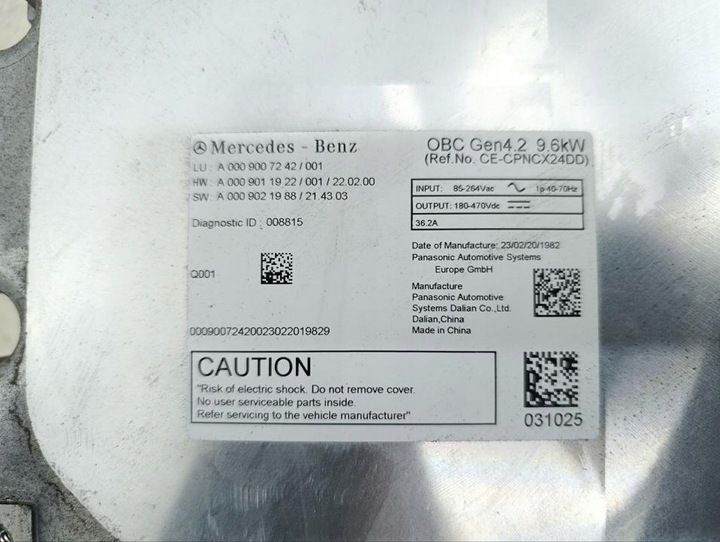 Mercedes - Benz
LU : A 000 900 72 42 / 001
HW : A 000 901 19 22 / 001 / 22.02.00
SW : A 000 902 19 88 / 21.43.03
Diagnostic ID : 008815
Q001
00090072420023022019829
OBC Gen4.2 9.6kW
(Ref.No. CE-CPNCX24DD)
INPUT: 85-264Vac 1p 40-70Hz
OUTPUT: 180-470Vdc
36.2A
Date of Manufacture: 23/02/20/1982
Panasonic Automotive Systems
Europe GmbH
Manufacture
Panasonic Automotive
Systems Dalian Co.,Ltd.
Dalian,China
Made in China
CAUTION
"Risk of electric shock. Do not remove cover.
No user serviceable parts inside.
Refer servicing to the vehicle manufacturer"
031025